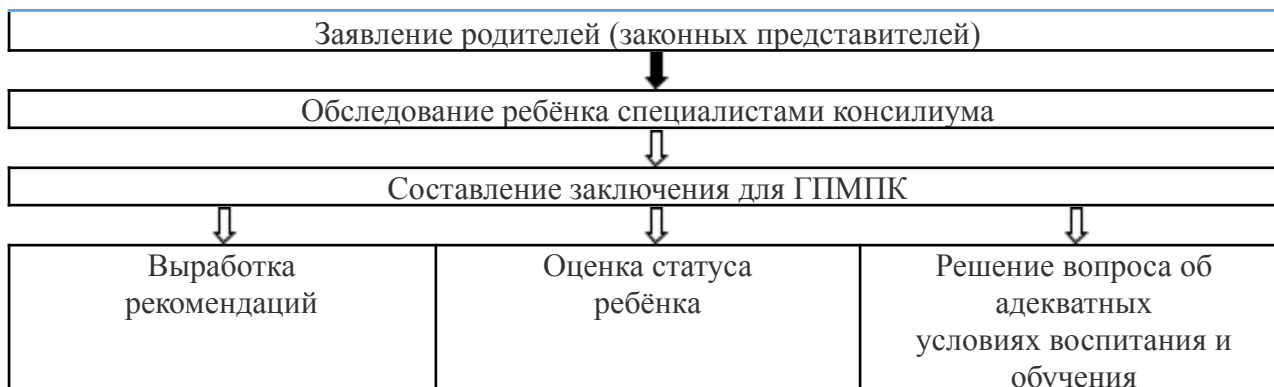 Заявление родителей (законных представителей)
Обследование ребёнка специалистами консилиума
Составление заключения для ГПМПК
Выработка
рекомендаций
Оценка статуса
ребёнка
Решение вопроса об
адекватных
условиях воспитания и
обучения